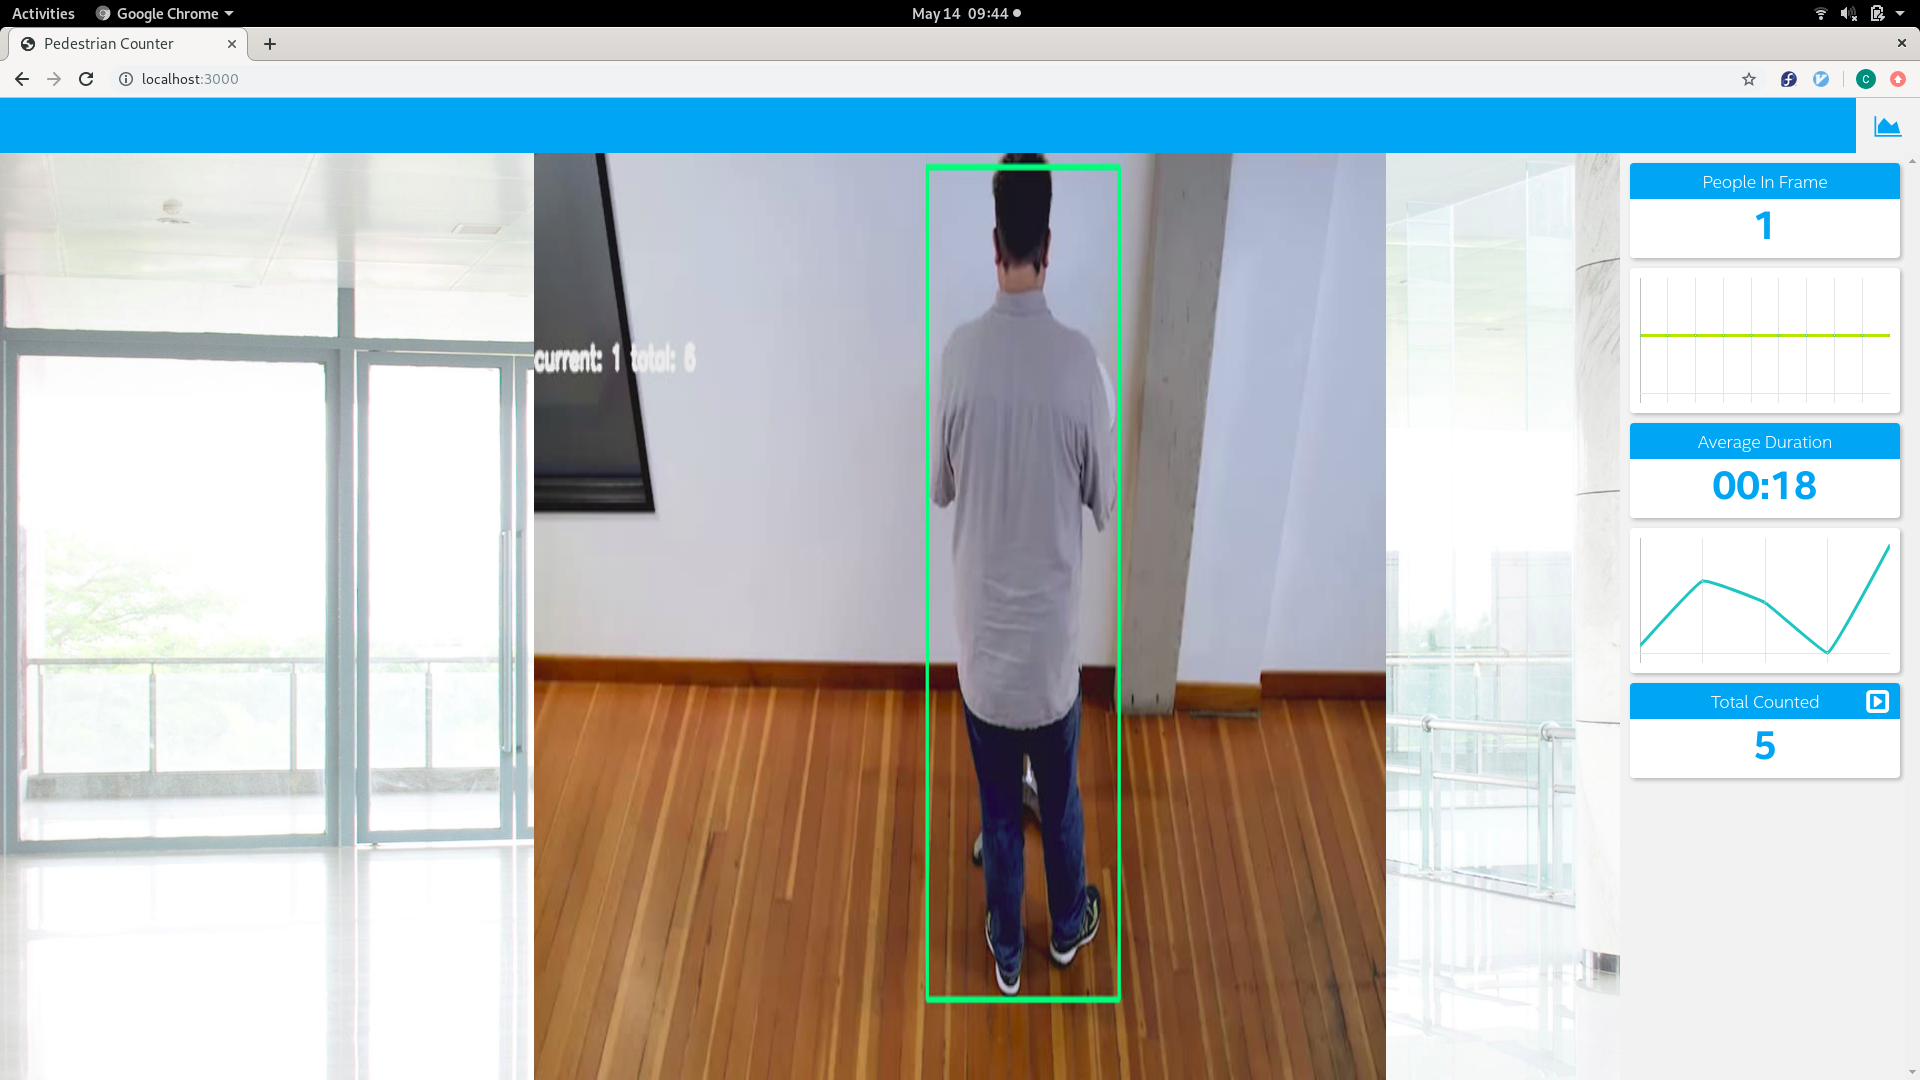 Activities
Google Chrome
May 14 09:44
Pedestrian Counter
localhost:3000
C
People In Frame
1
current: 1 total: 6
Average Duration
00:18
Total Counted
5